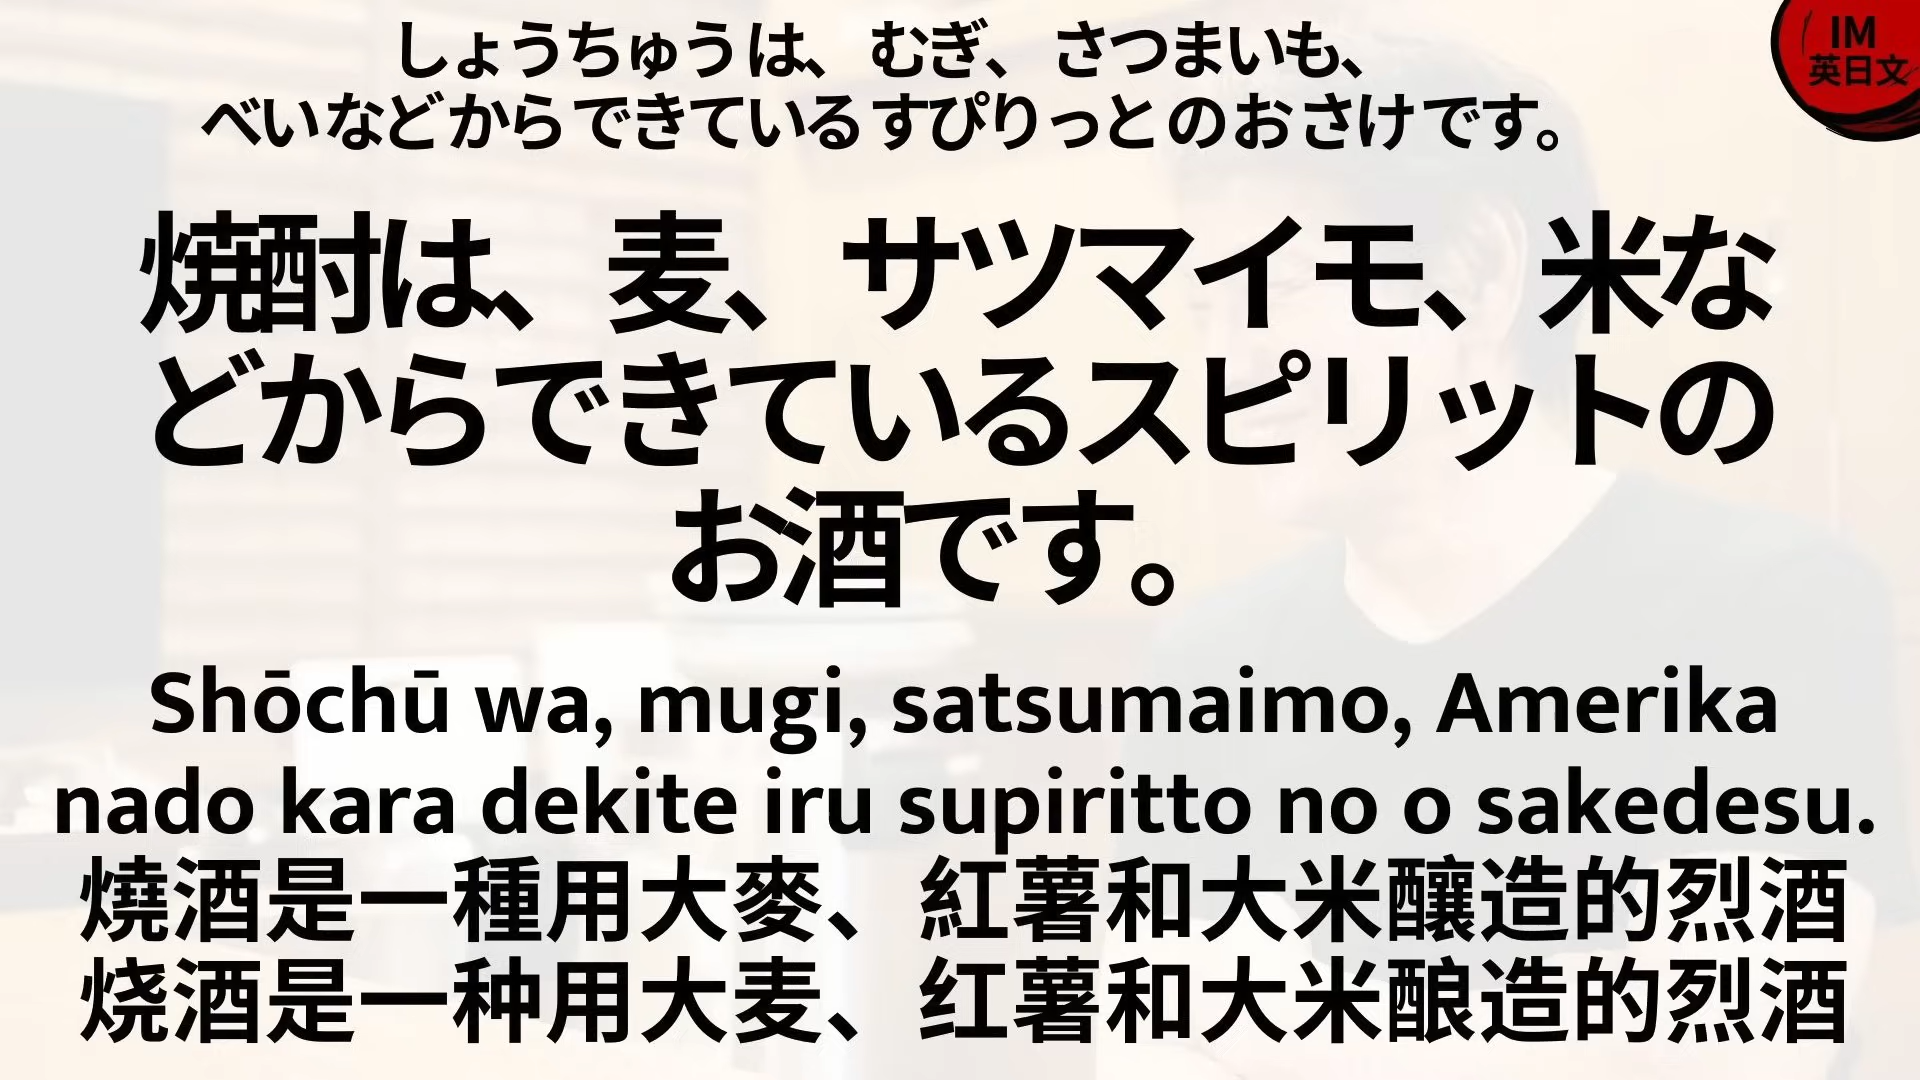 しょうちゅうは、むぎ、さつまいも、
べいなどからできているすぴりっとのおさけです。
IM
英日文
焼酎は、麦、サツマイモ、米な
どからできているスピリットの
お酒です。
Shōchū wa, mugi, satsumaimo, Amerika
nado kara dekite iru supiritto no o sakedesu.
燒酒是一種用大麥、紅薯和大米釀造的烈酒
烧酒是一种用大麦、红薯和大米酿造的烈酒